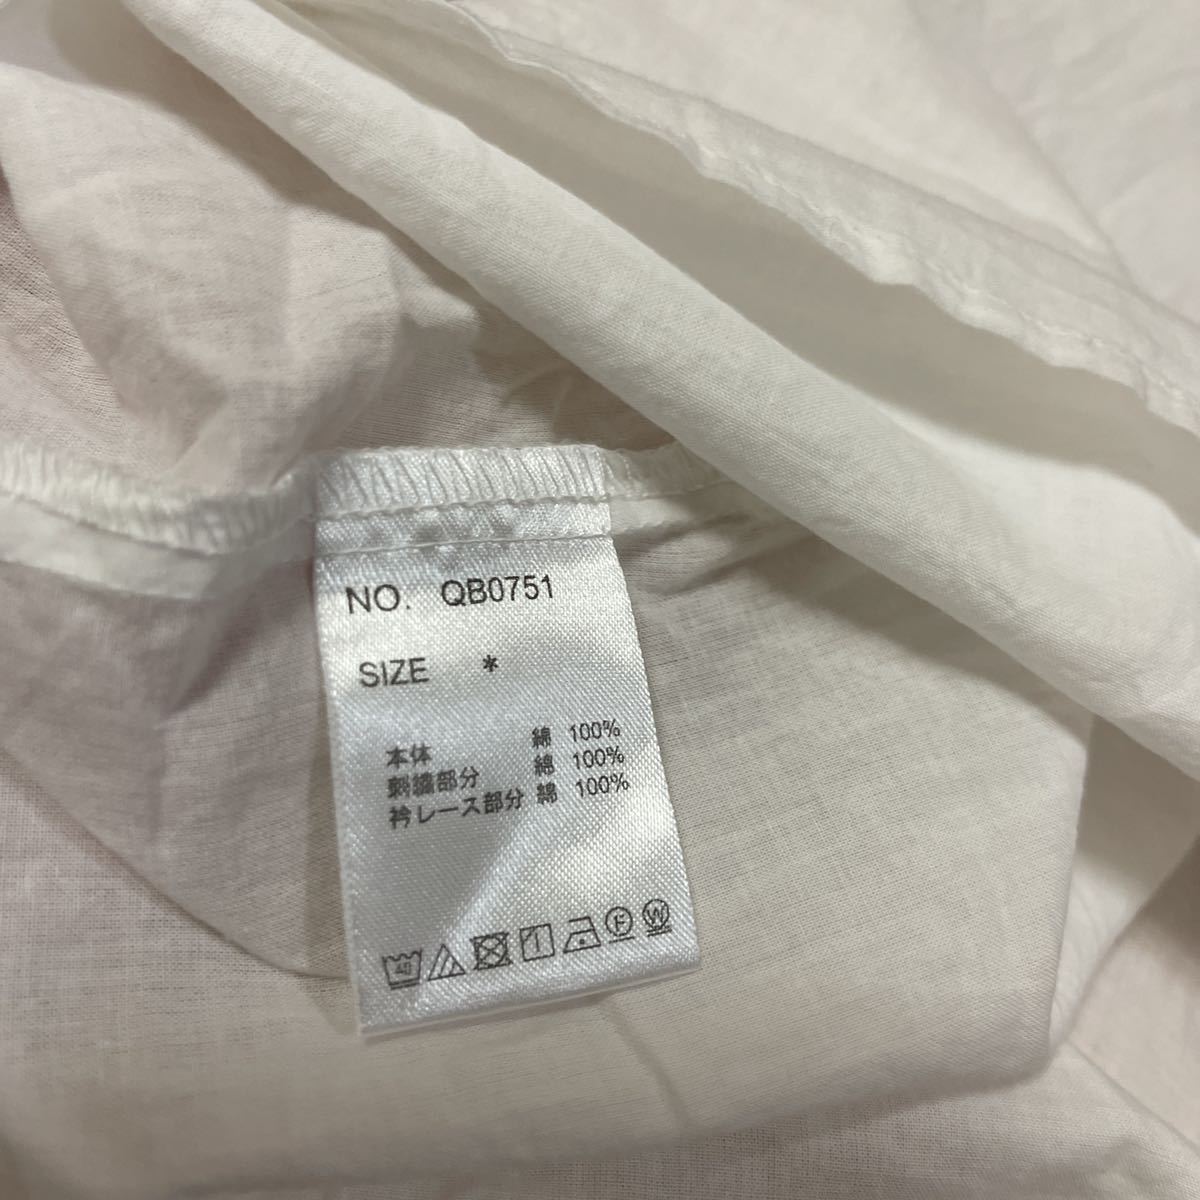 NO. QB0751
SIZE *
本体 綿 100%
刺繍部分 綿 100%
衿レース部分 綿 100%
40 F W